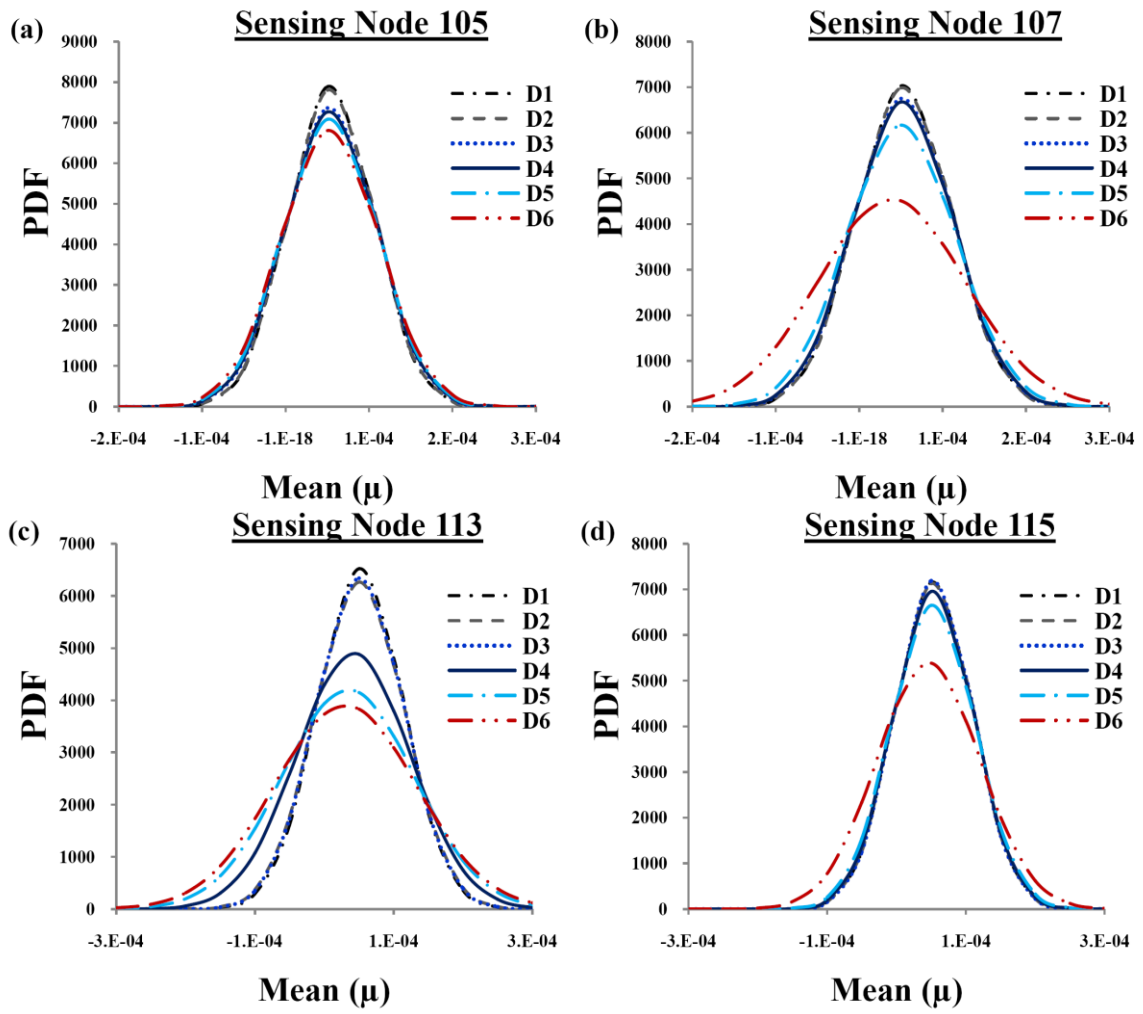 (a) Sensing Node 105
PDF
9000
8000
7000
6000
5000
4000
3000
2000
1000
0
D1
D2
D3
D4
D5
D6
-2.E-04 -1.E-04 -1.E-18 1.E-04 2.E-04 3.E-04
Mean (μ)
(b) Sensing Node 107
PDF
8000
7000
6000
5000
4000
3000
2000
1000
0
D1
D2
D3
D4
D5
D6
-2.E-04 -1.E-04 -1.E-18 1.E-04 2.E-04 3.E-04
Mean (μ)
(c) Sensing Node 113
PDF
7000
6000
5000
4000
3000
2000
1000
0
D1
D2
D3
D4
D5
D6
-3.E-04 -1.E-04 1.E-04 3.E-04
Mean (μ)
(d) Sensing Node 115
PDF
8000
7000
6000
5000
4000
3000
2000
1000
0
D1
D2
D3
D4
D5
D6
-3.E-04 -1.E-04 1.E-04 3.E-04
Mean (μ)